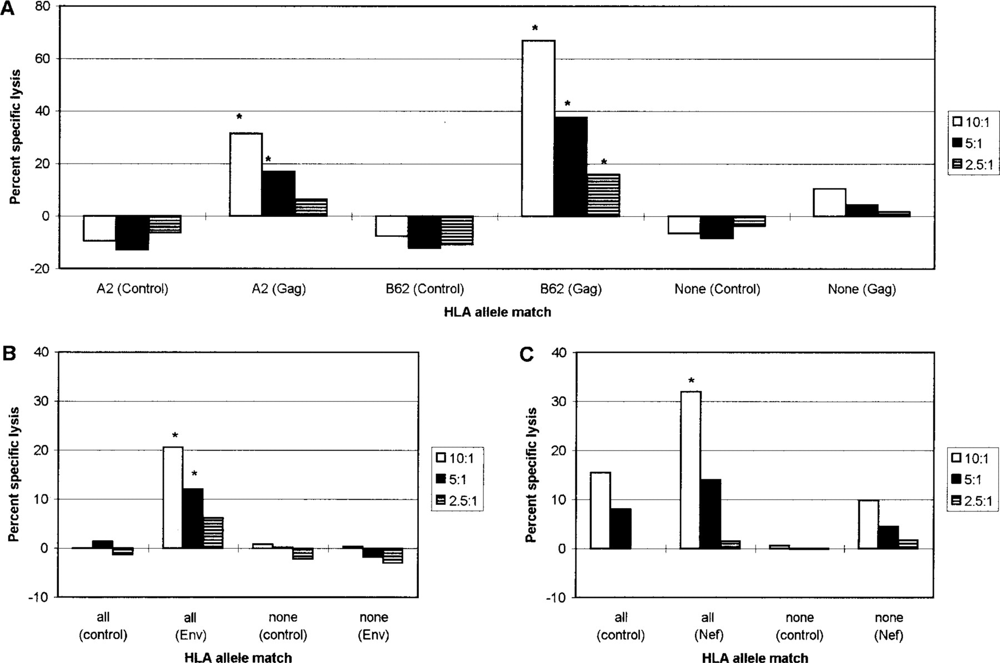 A
80
60
40
20
0
-20
Percent specific lysis
*
*
*
*
*
10:1
5:1
2.5:1
A2 (Control) A2 (Gag) B62 (Control) B62 (Gag) None (Control) None (Gag)
HLA allele match
B
40
30
20
10
0
-10
Percent specific lysis
*
*
10:1
5:1
2.5:1
all all none none
(control) (Env) (control) (Env)
HLA allele match
C
40
30
20
10
0
-10
Percent specific lysis
*
10:1
5:1
2.5:1
all all none none
(control) (Nef) (control) (Nef)
HLA allele match